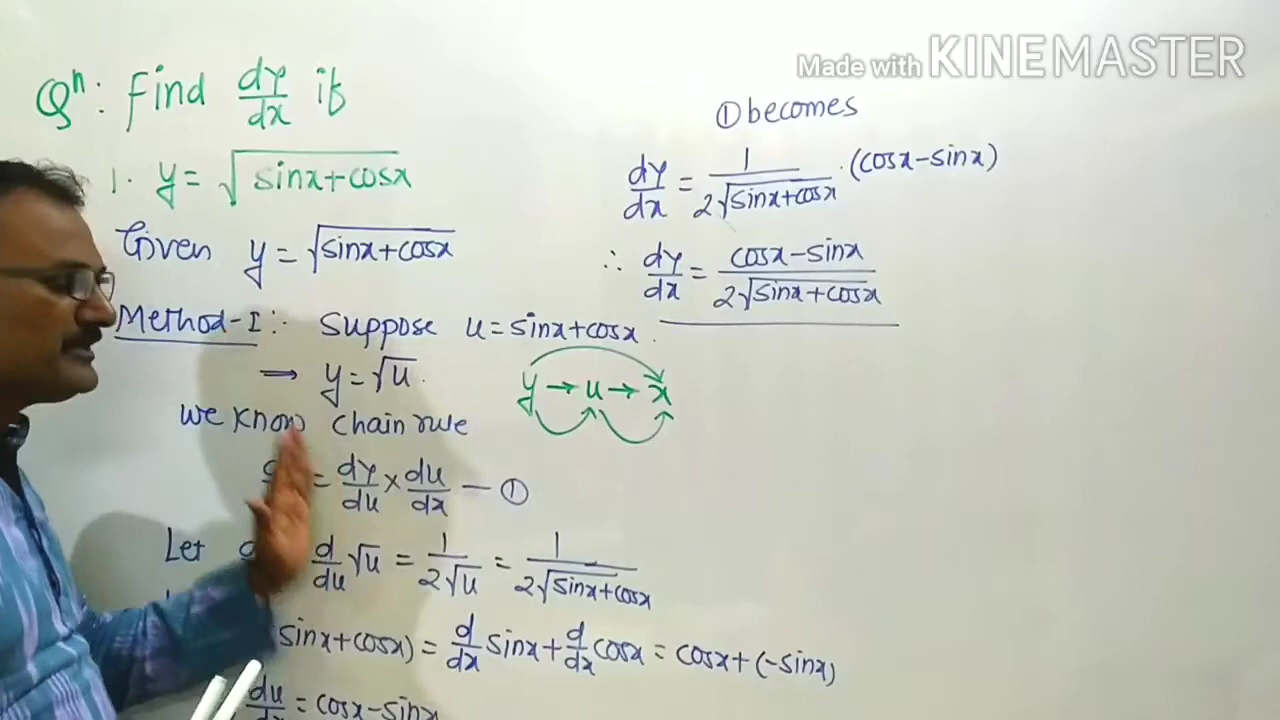 Qⁿ: Find dy/dx if
1. y = √(sinx+cosx)
Given y = √(sinx+cosx)
Method-I:- Suppose u = sinx+cosx.
⇒ y = √u.
y → u → x
We know chain rule
= dy/du × du/dx — ①
Let d/du √u = 1/(2√u) = 1/(2√(sinx+cosx))
sinx+cosx) = d/dx sinx + d/dx cosx = cosx+(-sinx)
du/dx = cosx-sinx
① becomes
dy/dx = 1/(2√(sinx+cosx)) · (cosx-sinx)
∴ dy/dx = (cosx-sinx)/(2√(sinx+cosx))
Made with KINEMASTER